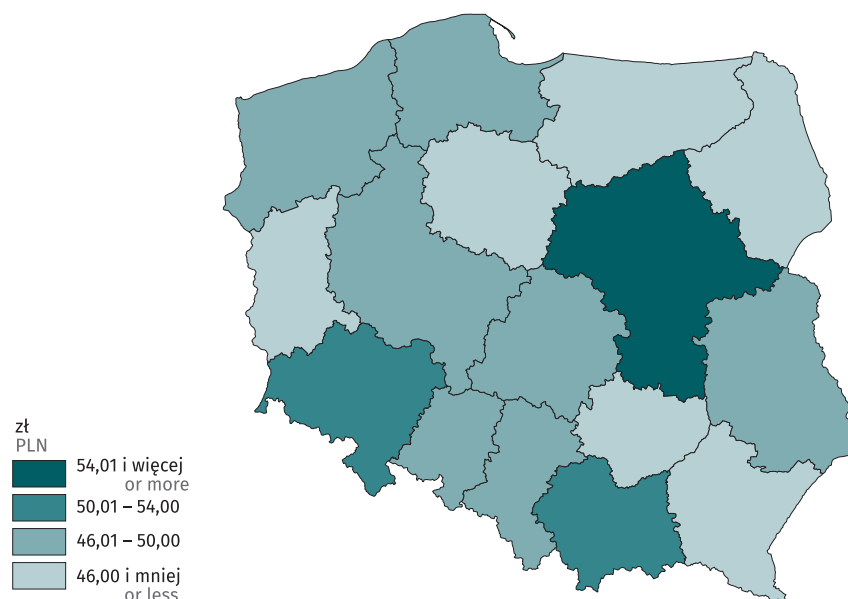 zł
PLN
54,01 i więcej
or more
50,01 – 54,00
46,01 – 50,00
46,00 i mniej
or less